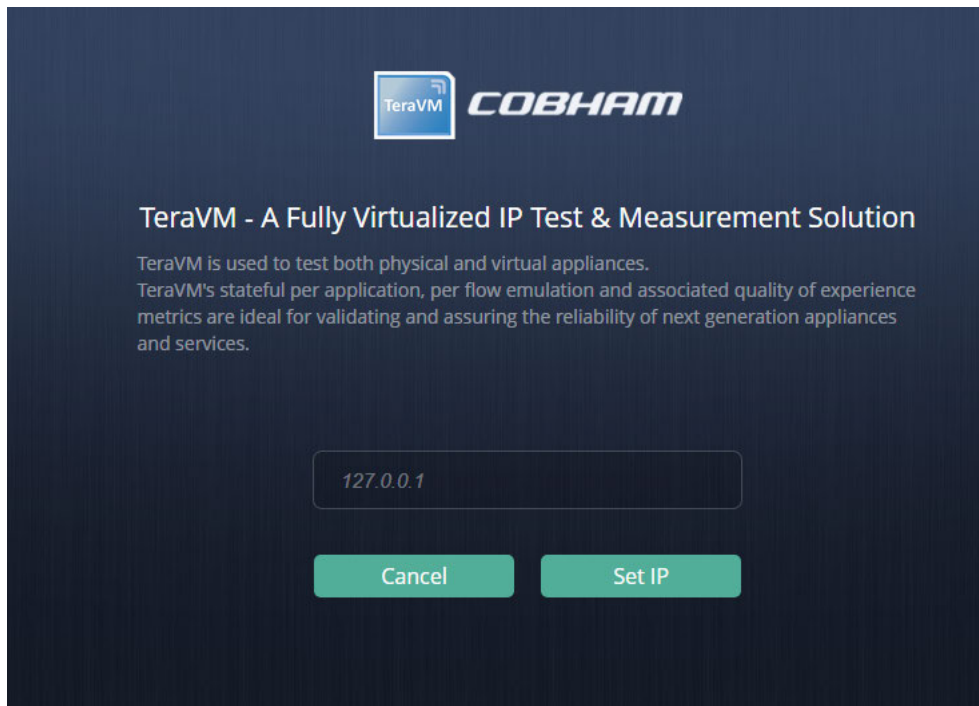 TeraVM COBHAM
TeraVM - A Fully Virtualized IP Test & Measurement Solution
TeraVM is used to test both physical and virtual appliances.
TeraVM's stateful per application, per flow emulation and associated quality of experience
metrics are ideal for validating and assuring the reliability of next generation appliances
and services.
127.0.0.1
Cancel Set IP